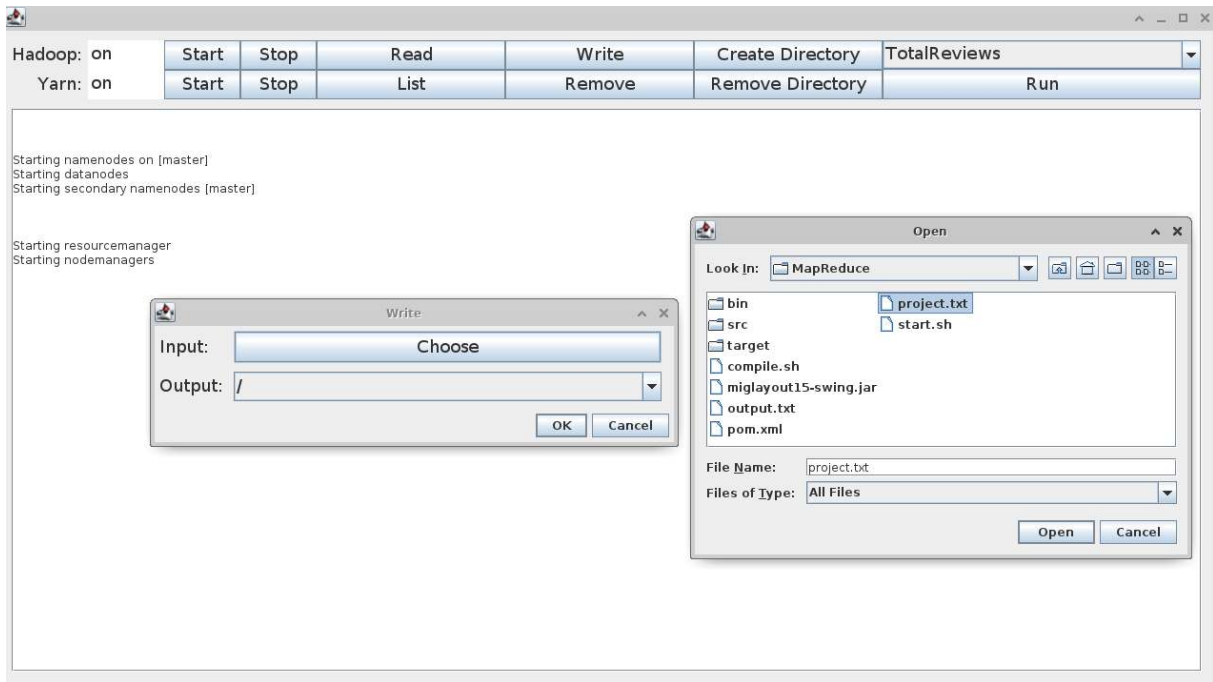 Hadoop: on Start Stop Read Write Create Directory TotalReviews
Yarn: on Start Stop List Remove Remove Directory Run
Starting namenodes on [master]
Starting datanodes
Starting secondary namenodes [master]
Starting resourcemanager
Starting nodemanagers
Write
Input: Choose
Output: /
OK Cancel
Open
Look In: MapReduce
bin project.txt
src start.sh
target
compile.sh
miglayout15-swing.jar
output.txt
pom.xml
File Name: project.txt
Files of Type: All Files
Open Cancel